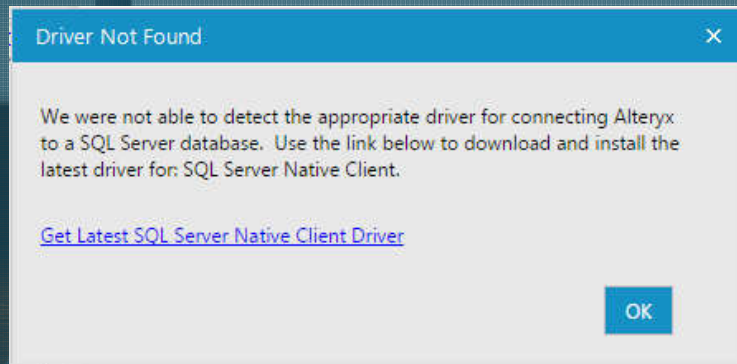 Driver Not Found
We were not able to detect the appropriate driver for connecting Alteryx
to a SQL Server database.  Use the link below to download and install the
latest driver for: SQL Server Native Client.
Get Latest SQL Server Native Client Driver
OK